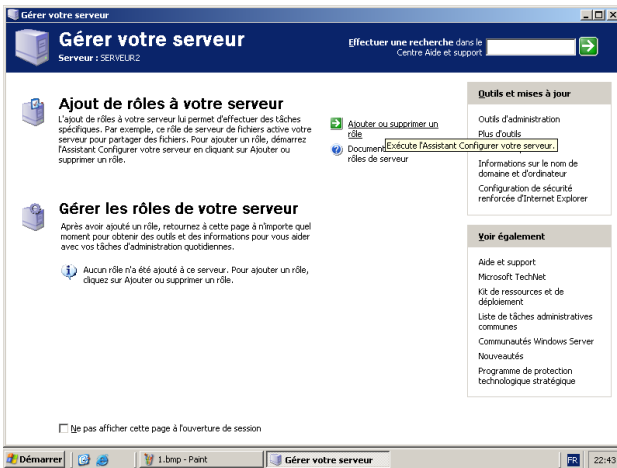 Gérer votre serveur
Gérer votre serveur
Serveur : SERVEUR2
Effectuer une recherche dans le
Centre Aide et support
Ajout de rôles à votre serveur
L'ajout de rôles à votre serveur lui permet d'effectuer des tâches
spécifiques. Par exemple, ce rôle de serveur de fichiers active votre
serveur pour partager des fichiers. Pour ajouter un rôle, démarrez
l'Assistant Configurer votre serveur en cliquant sur Ajouter ou
supprimer un rôle.
Ajouter ou supprimer un
rôle
Exécute l'Assistant Configurer votre serveur.
Document
rôles de serveur
Gérer les rôles de votre serveur
Après avoir ajouté un rôle, retournez à cette page à n'importe quel
moment pour obtenir des outils et des informations pour vous aider
avec vos tâches d'administration quotidiennes.
Aucun rôle n'a été ajouté à ce serveur. Pour ajouter un rôle,
cliquez sur Ajouter ou supprimer un rôle.
Outils et mises à jour
Outils d'administration
Plus d'outils
Informations sur le nom de
domaine et d'ordinateur
Configuration de sécurité
renforcée d'Internet Explorer
Voir également
Aide et support
Microsoft TechNet
Kit de ressources et de
déploiement
Liste de tâches administratives
communes
Communautés Windows Server
Nouveautés
Programme de protection
technologique stratégique
Ne pas afficher cette page à l'ouverture de session
Démarrer
1.bmp - Paint
Gérer votre serveur
FR
22:43